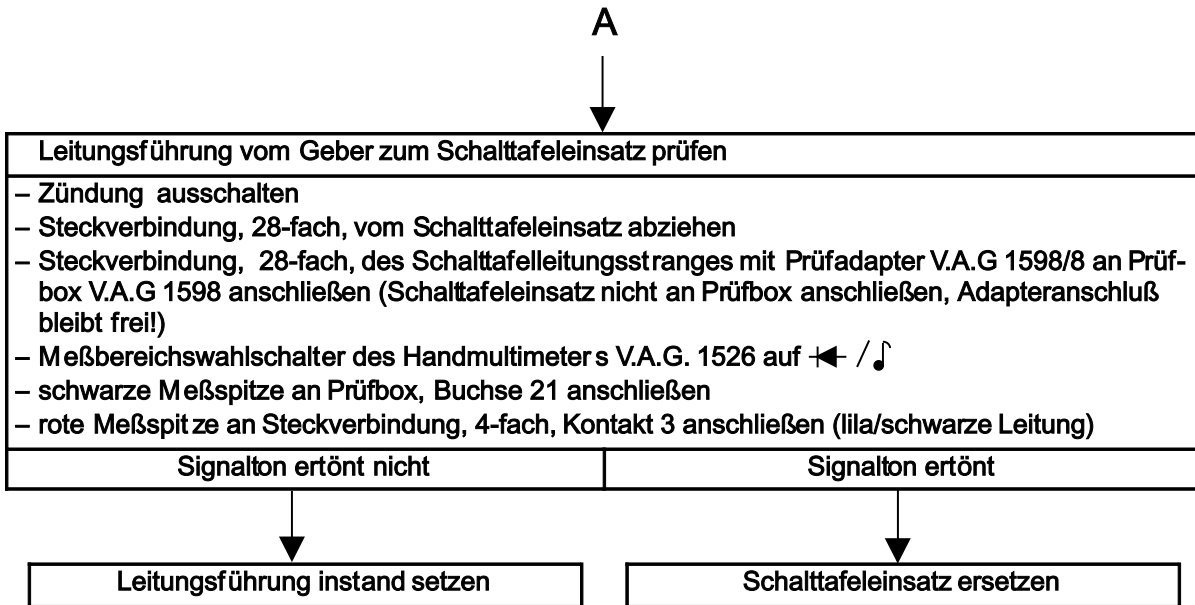 A
Leitungsführung vom Geber zum Schalttafeleinsatz prüfen
– Zündung ausschalten
– Steckverbindung, 28-fach, vom Schalttafeleinsatz abziehen
– Steckverbindung, 28-fach, des Schalttafelleitungsstranges mit Prüfadapter V.A.G 1598/8 an Prüf-
box V.A.G 1598 anschließen (Schalttafeleinsatz nicht an Prüfbox anschließen, Adapteranschluß
bleibt frei!)
– Meßbereichswahlschalter des Handmultimeters V.A.G. 1526 auf / ♪
– schwarze Meßspitze an Prüfbox, Buchse 21 anschließen
– rote Meßspitze an Steckverbindung, 4-fach, Kontakt 3 anschließen (lila/schwarze Leitung)
Signalton ertönt nicht
Signalton ertönt
Leitungsführung instand setzen
Schalttafeleinsatz ersetzen